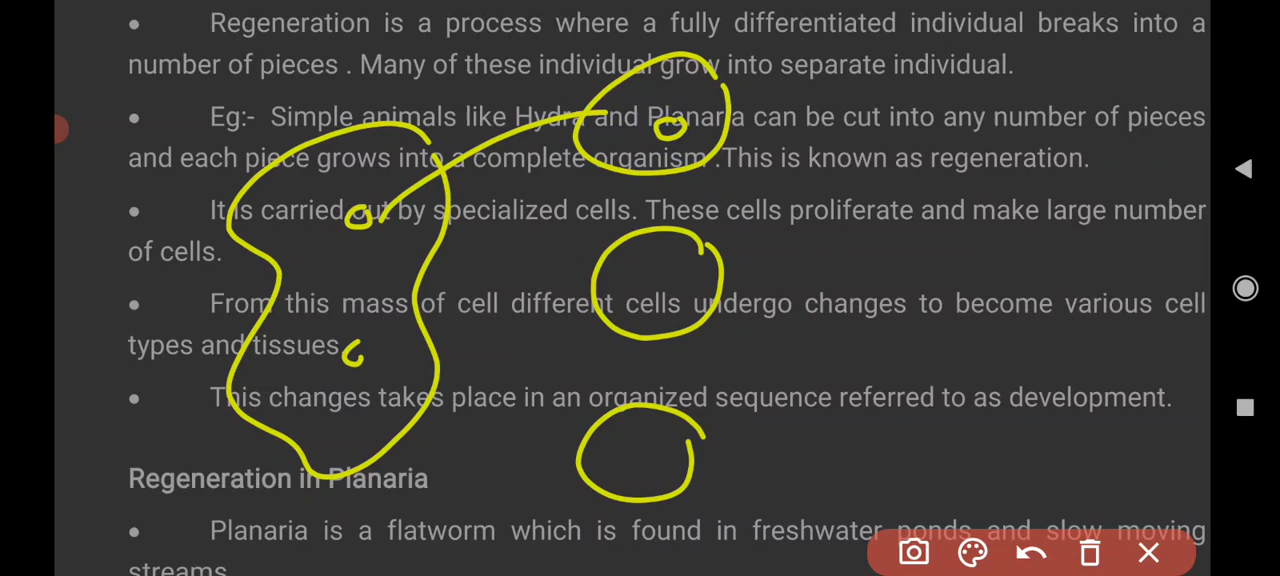 • Regeneration is a process where a fully differentiated individual breaks into a
number of pieces . Many of these individual grow into separate individual.
• Eg:- Simple animals like Hydra and Planaria can be cut into any number of pieces
and each piece grows into a complete organism .This is known as regeneration.
• It is carried out by specialized cells. These cells proliferate and make large number
of cells.
• From this mass of cell different cells undergo changes to become various cell
types and tissues
• This changes takes place in an organized sequence referred to as development.
Regeneration in Planaria
• Planaria is a flatworm which is found in freshwater ponds and slow moving
streams